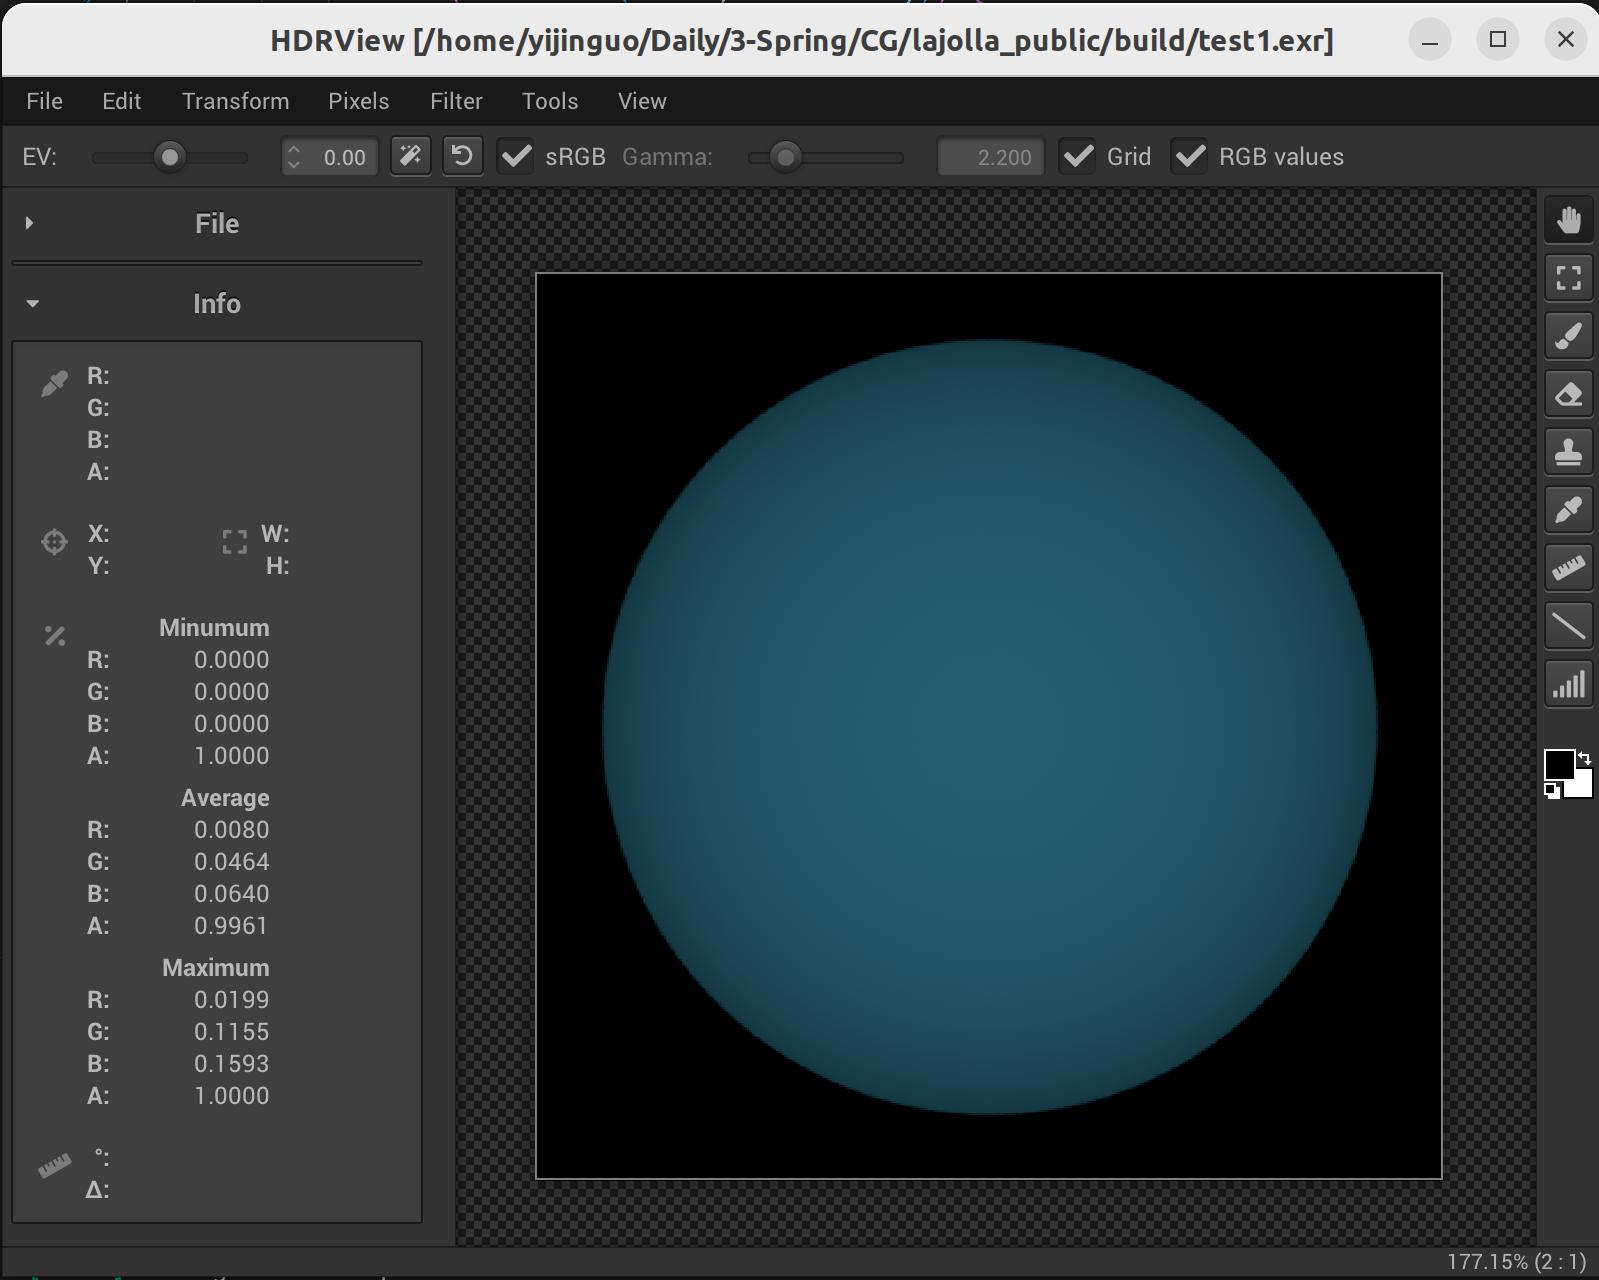 HDRView [/home/yijinguo/Daily/3-Spring/CG/lajolla_public/build/test1.exr]
File Edit Transform Pixels Filter Tools View
EV: 0.00 sRGB Gamma: 2.200 Grid RGB values
File
Info
R:
G:
B:
A:
X: W:
Y: H:
Minumum
R: 0.0000
G: 0.0000
B: 0.0000
A: 1.0000
Average
R: 0.0080
G: 0.0464
B: 0.0640
A: 0.9961
Maximum
R: 0.0199
G: 0.1155
B: 0.1593
A: 1.0000
°:
Δ:
177.15% (2 : 1)